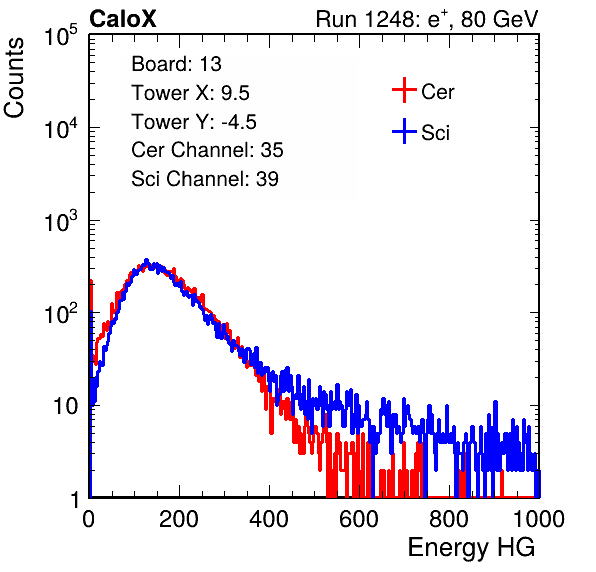 CaloX Run 1248: e⁺, 80 GeV
Counts
Board: 13
Tower X: 9.5
Tower Y: -4.5
Cer Channel: 35
Sci Channel: 39
Cer
Sci
10⁵
10⁴
10³
10²
10
1
0 200 400 600 800 1000
Energy HG